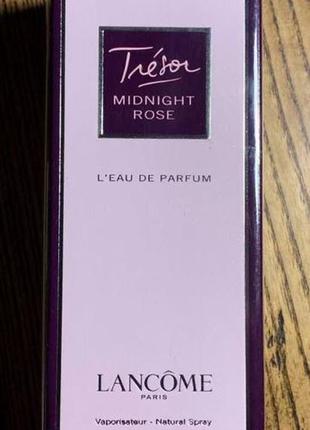 Trésor
MIDNIGHT
ROSE
L'EAU DE PARFUM
LANCÔME
PARIS
Vaporisateur - Natural Spray